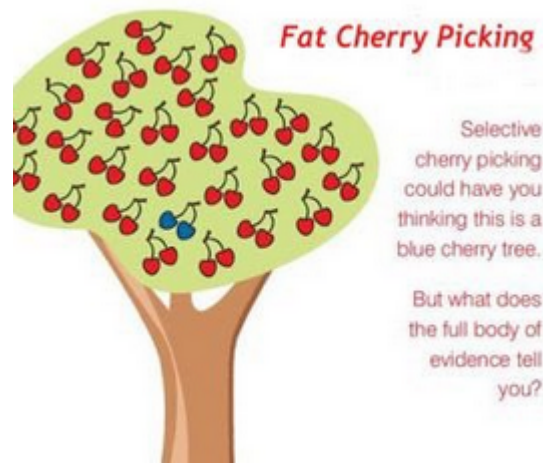 Fat Cherry Picking
Selective
cherry picking
could have you
thinking this is a
blue cherry tree.
But what does
the full body of
evidence tell
you?